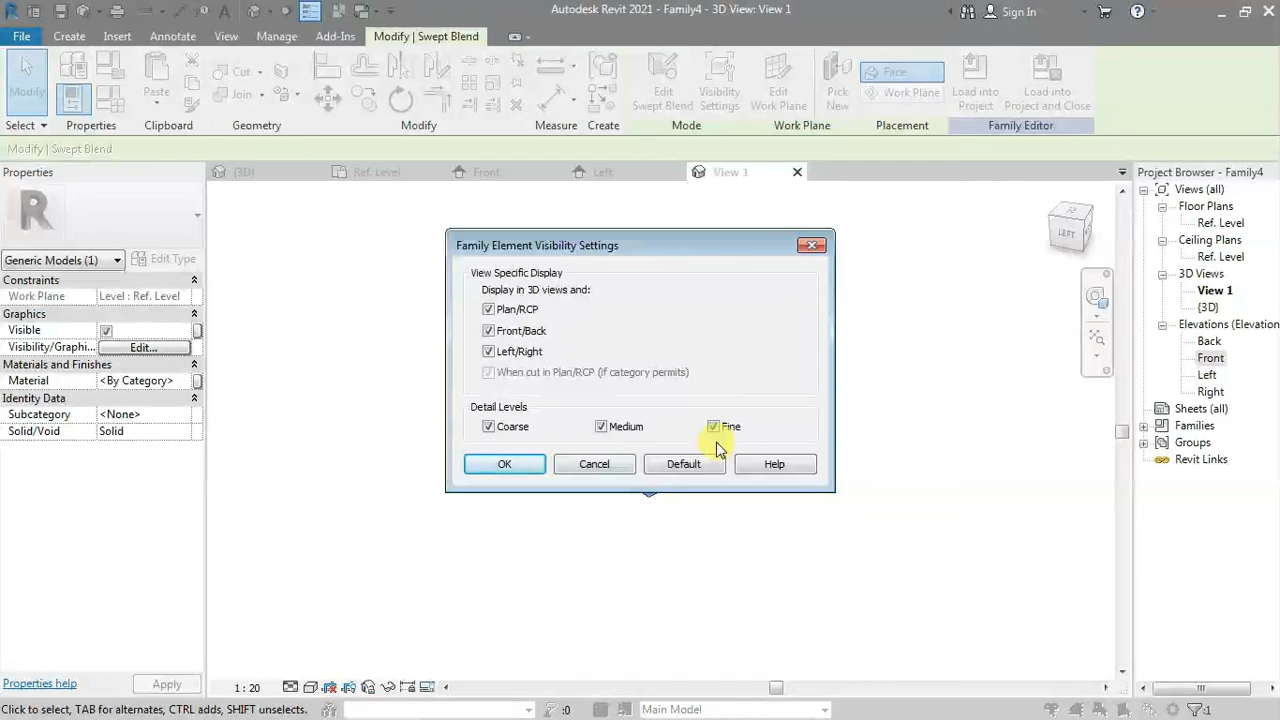 Autodesk Revit 2021 - Family4 - 3D View: View 1
Sign In
File
Create
Insert
Annotate
View
Manage
Add-Ins
Modify | Swept Blend
Modify
Paste
Cut
Join
Edit
Swept Blend
Visibility
Settings
Edit
Work Plane
Pick
New
Face
Work Plane
Load into
Project
Load into
Project and Close
Select
Properties
Clipboard
Geometry
Modify
Measure
Create
Mode
Work Plane
Placement
Family Editor
Modify | Swept Blend
Properties
{3D}
Ref. Level
Front
Left
View 1
Project Browser - Family4
Generic Models (1)
Edit Type
Constraints
Work Plane
Level : Ref. Level
Graphics
Visible
Visibility/Graphi...
Edit...
Materials and Finishes
Material
<By Category>
Identity Data
Subcategory
<None>
Solid/Void
Solid
Properties help
Apply
LEFT
Family Element Visibility Settings
View Specific Display
Display in 3D views and:
Plan/RCP
Front/Back
Left/Right
When cut in Plan/RCP (if category permits)
Detail Levels
Coarse
Medium
Fine
OK
Cancel
Default
Help
Views (all)
Floor Plans
Ref. Level
Ceiling Plans
Ref. Level
3D Views
View 1
{3D}
Elevations (Elevation
Back
Front
Left
Right
Sheets (all)
Families
Groups
Revit Links
1 : 20
Click to select, TAB for alternates, CTRL adds, SHIFT unselects.
:0
Main Model
:1